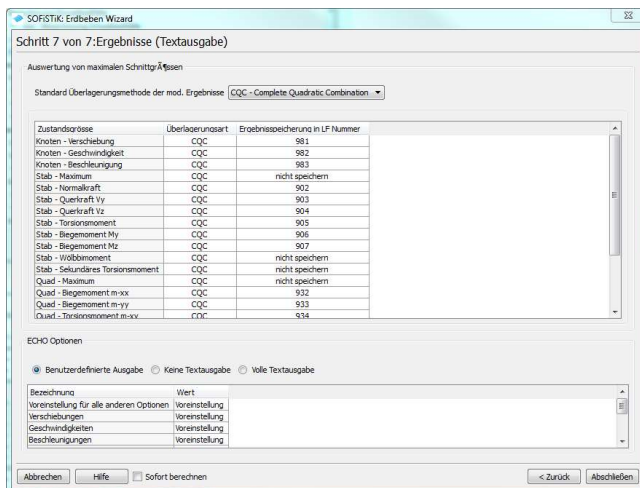 SOFiSTiK: Erdbeben Wizard
Schritt 7 von 7:Ergebnisse (Textausgabe)
Auswertung von maximalen SchnittgrÃ¶ssen
Standard Überlagerungsmethode der mod. Ergebnisse CQC - Complete Quadratic Combination
Zustandsgrösse Überlagerungsart Ergebnisspeicherung in LF Nummer
Knoten - Verschiebung CQC 981
Knoten - Geschwindigkeit CQC 982
Knoten - Beschleunigung CQC 983
Stab - Maximum CQC nicht speichern
Stab - Normalkraft CQC 902
Stab - Querkraft Vy CQC 903
Stab - Querkraft Vz CQC 904
Stab - Torsionsmoment CQC 905
Stab - Biegemoment My CQC 906
Stab - Biegemoment Mz CQC 907
Stab - Wölbbimoment CQC nicht speichern
Stab - Sekundäres Torsionsmoment CQC nicht speichern
Quad - Maximum CQC nicht speichern
Quad - Biegemoment m-xx CQC 932
Quad - Biegemoment m-yy CQC 933
Quad - Torsionsmoment m-xy CQC 934
ECHO Optionen
Benutzerdefinierte Ausgabe Keine Textausgabe Volle Textausgabe
Bezeichnung Wert
Voreinstellung für alle anderen Optionen Voreinstellung
Verschiebungen Voreinstellung
Geschwindigkeiten Voreinstellung
Beschleunigungen Voreinstellung
Abbrechen Hilfe Sofort berechnen < Zurück Abschließen